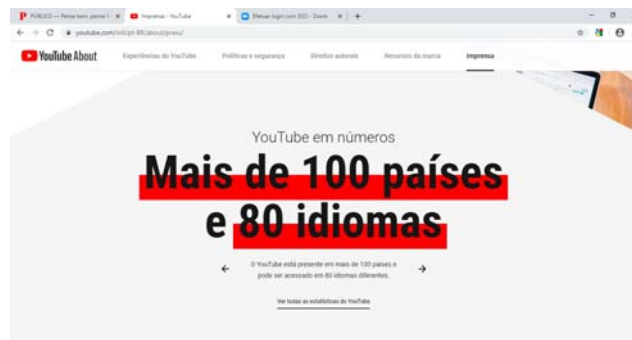 PÚBLICO — Pense bem, pense P
Imprensa - YouTube
Efetuar login com SSO - Zoom
youtube.com/intl/pt-BR/about/press/
YouTube About
Experiências do YouTube
Políticas e segurança
Direitos autorais
Recursos da marca
Imprensa
YouTube em números
Mais de 100 países
e 80 idiomas
O YouTube está presente em mais de 100 países e
pode ser acessado em 80 idiomas diferentes.
Ver todas as estatísticas do YouTube